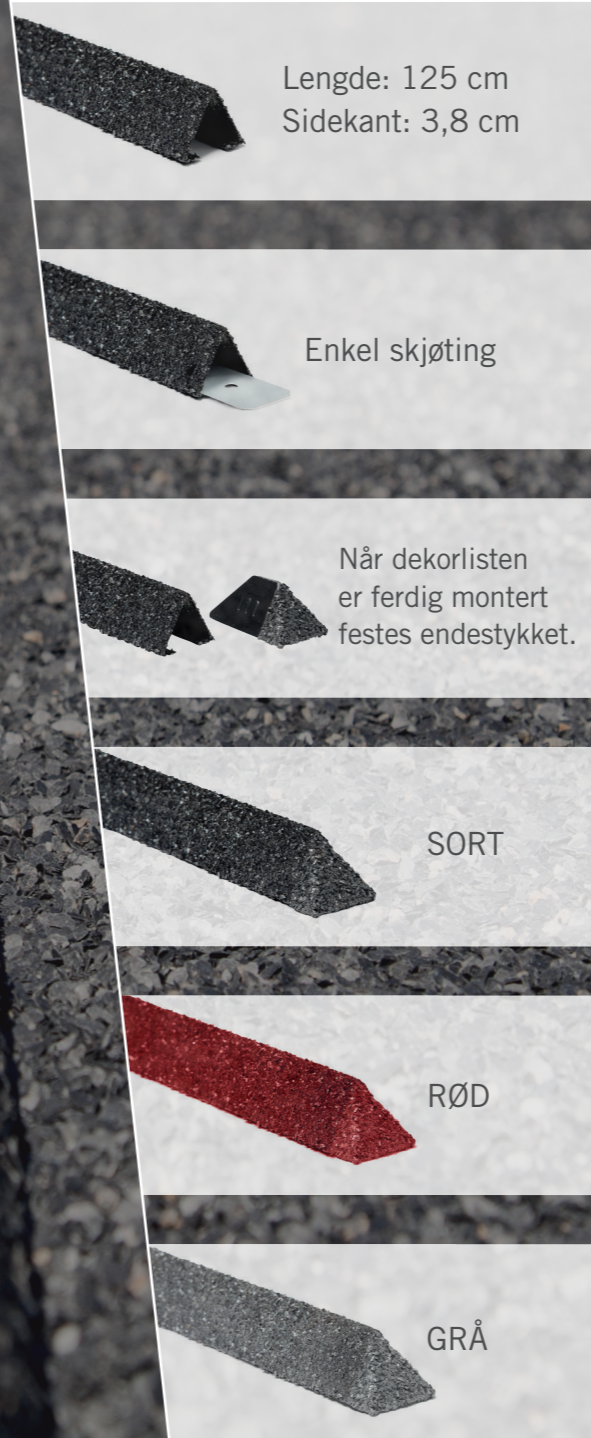 Lengde: 125 cm
Sidekant: 3,8 cm
Enkel skjøting
Når dekorlisten
er ferdig montert
festes endestykket.
SORT
RØD
GRÅ